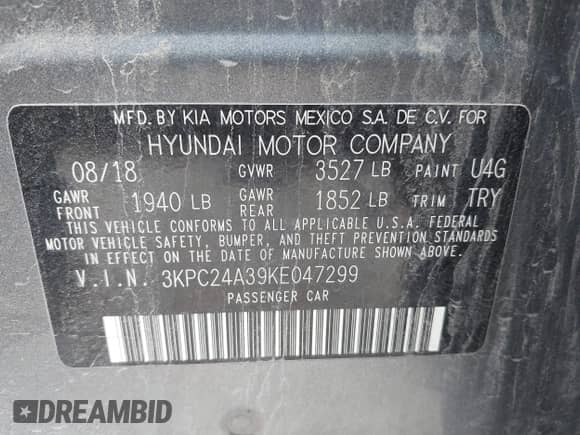 MFD. BY KIA MOTORS MEXICO S.A. DE C.V. FOR
HYUNDAI MOTOR COMPANY
08/18 GVWR 3527 LB PAINT U4G
GAWR FRONT 1940 LB GAWR REAR 1852 LB TRIM TRY
THIS VEHICLE CONFORMS TO ALL APPLICABLE U.S.A. FEDERAL
MOTOR VEHICLE SAFETY, BUMPER, AND THEFT PREVENTION STANDARDS
IN EFFECT ON THE DATE OF MANUFACTURE SHOWN ABOVE.
V.I.N. 3KPC24A39KE047299
PASSENGER CAR
DREAMBID